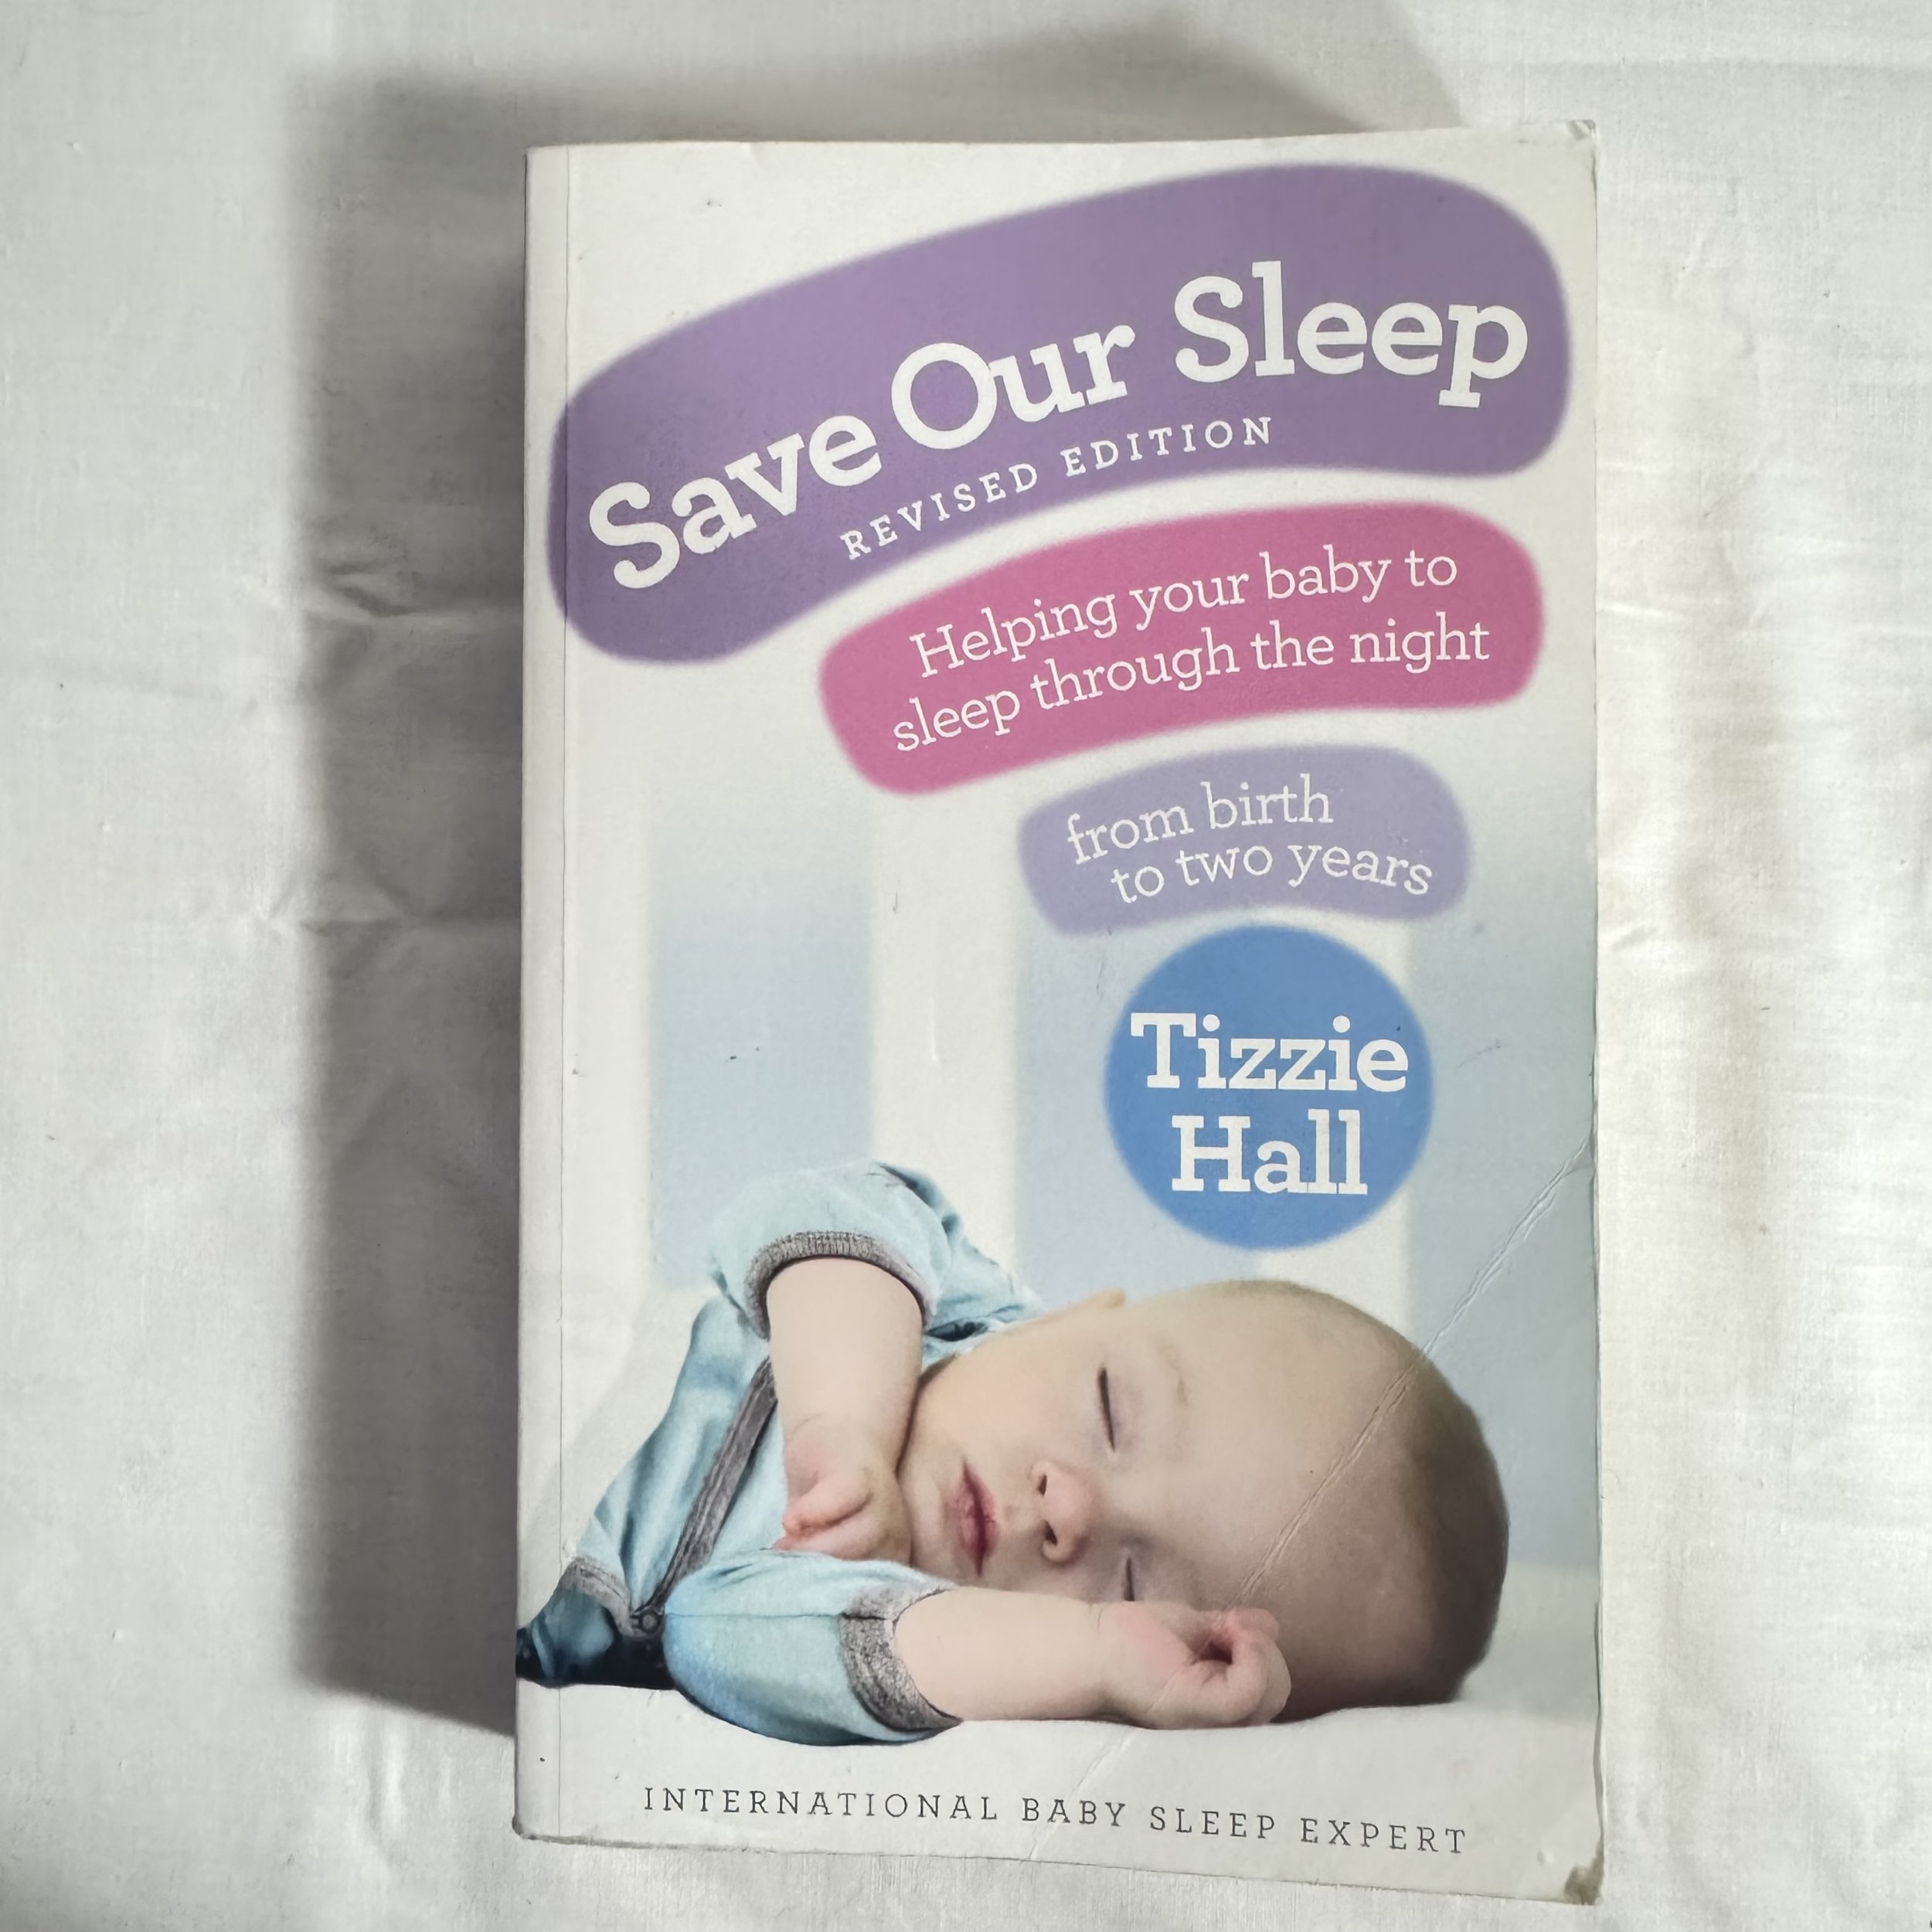 Save Our Sleep
REVISED EDITION
Helping your baby to
sleep through the night
from birth
to two years
Tizzie
Hall
INTERNATIONAL BABY SLEEP EXPERT